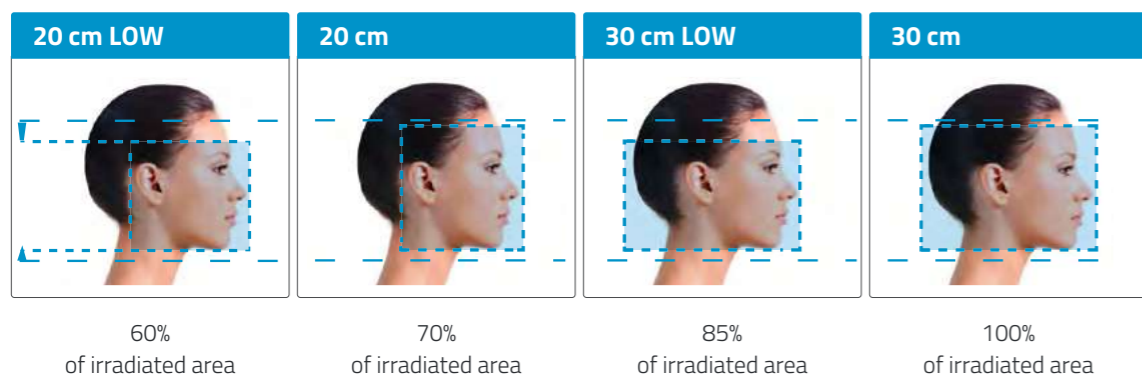 20 cm LOW
20 cm
30 cm LOW
30 cm
60%
of irradiated area
70%
of irradiated area
85%
of irradiated area
100%
of irradiated area